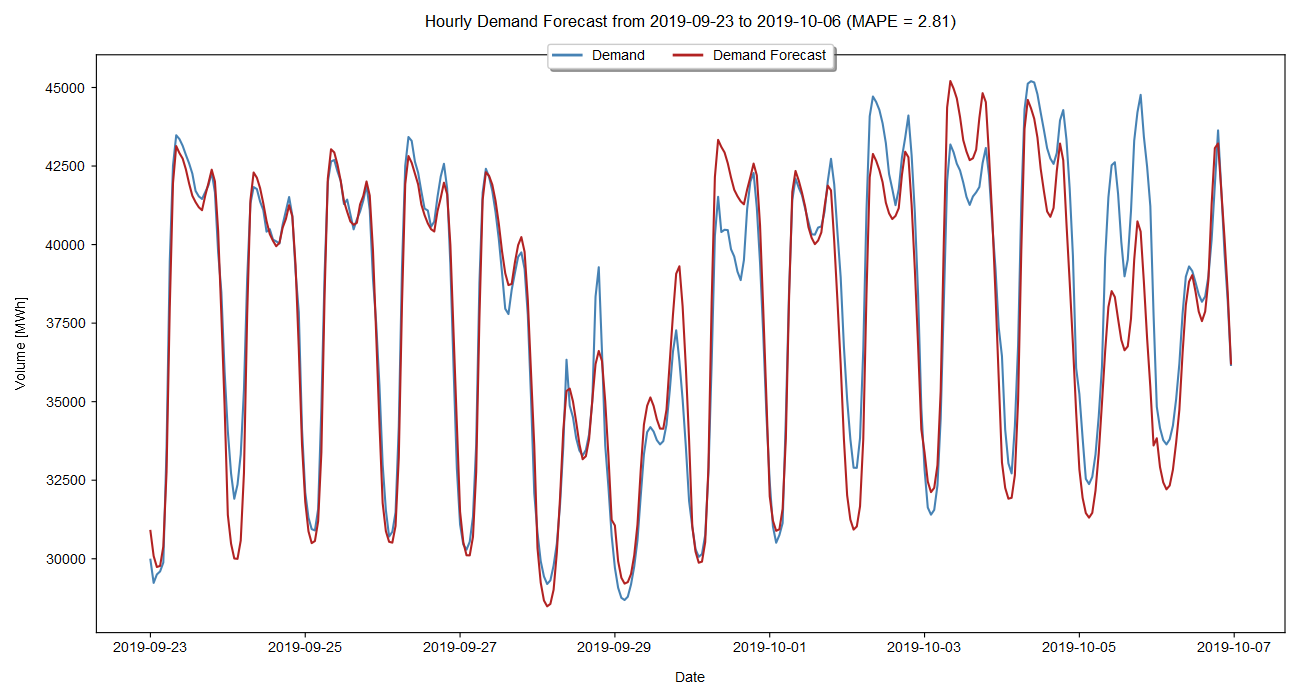 Hourly Demand Forecast from 2019-09-23 to 2019-10-06 (MAPE = 2.81)
Demand Demand Forecast
45000
42500
40000
37500
35000
32500
30000
Volume [MWh]
2019-09-23 2019-09-25 2019-09-27 2019-09-29 2019-10-01 2019-10-03 2019-10-05 2019-10-07
Date